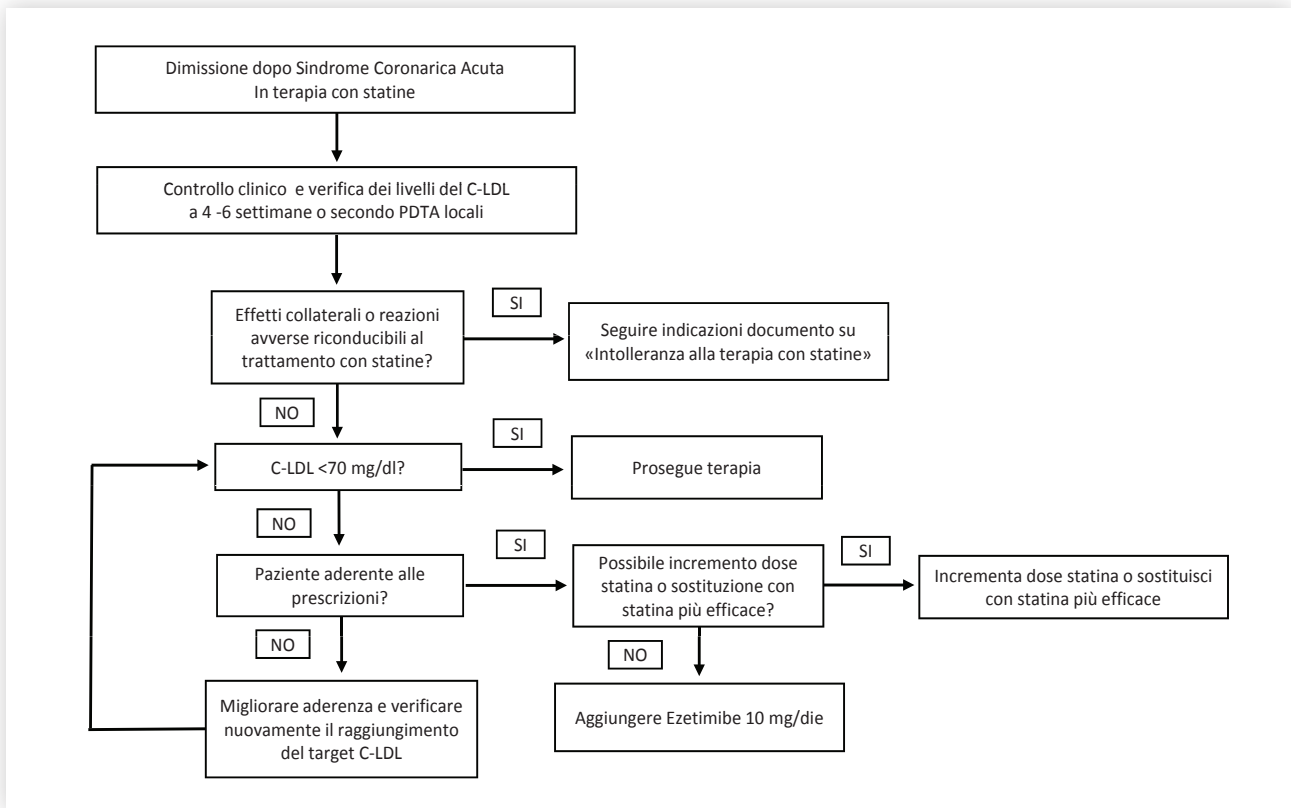 Dimissione dopo Sindrome Coronarica Acuta
In terapia con statine
Controllo clinico e verifica dei livelli del C-LDL
a 4 -6 settimane o secondo PDTA locali
Effetti collaterali o reazioni
avverse riconducibili al
trattamento con statine?
SI
Seguire indicazioni documento su
«Intolleranza alla terapia con statine»
NO
C-LDL <70 mg/dl?
SI
Prosegue terapia
NO
Paziente aderente alle
prescrizioni?
SI
Possibile incremento dose
statina o sostituzione con
statina più efficace?
SI
Incrementa dose statina o sostituisci
con statina più efficace
NO
Migliorare aderenza e verificare
nuovamente il raggiungimento
del target C-LDL
NO
Aggiungere Ezetimibe 10 mg/die